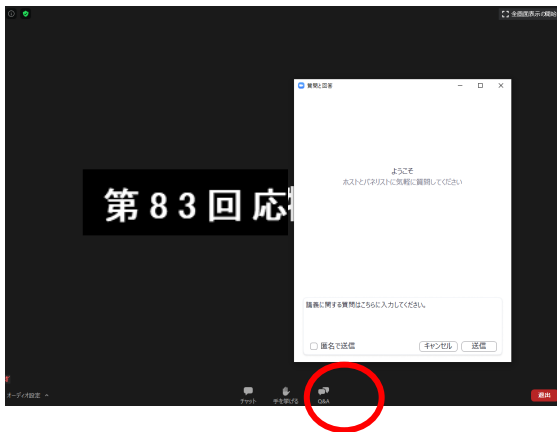 全画面表示の開始
質問と回答
ようこそ
ホストとパネリストに気軽に質問してください
第83回応
講義に関する質問はこちらに入力してください。
匿名で送信
キャンセル
送信
オーディオ設定
チャット
手を挙げる
Q&A
退出